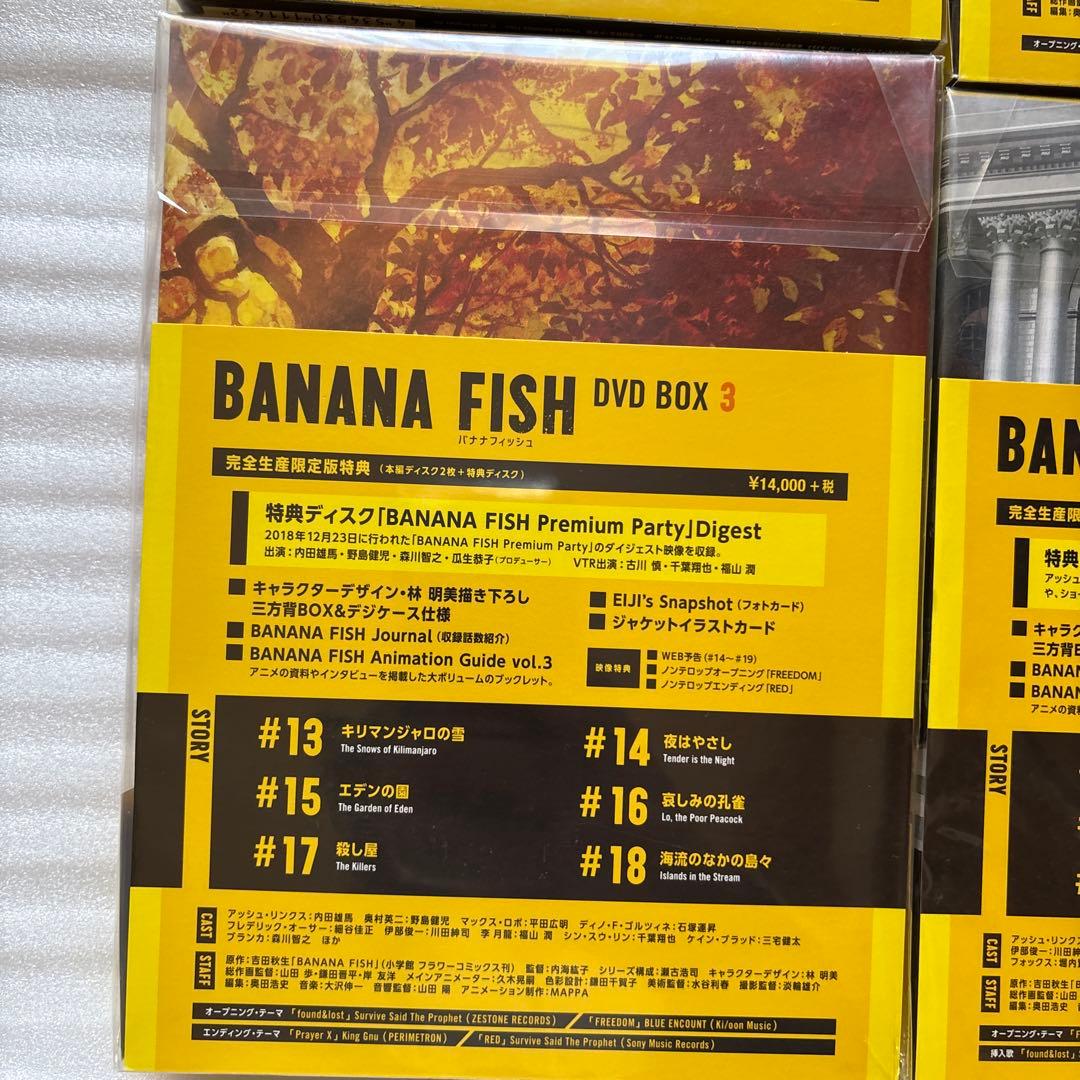 BANANA FISH DVD BOX 3
バナナフィッシュ
完全生産限定版特典 (本編ディスク2枚+特典ディスク)
¥14,000+税
特典ディスク「BANANA FISH Premium Party」Digest
2018年12月23日に行われた「BANANA FISH Premium Party」のダイジェスト映像を収録。
出演:内田雄馬・野島健児・森川智之・瓜生恭子(プロデューサー) VTR出演:古川 慎・千葉翔也・福山 潤
■ キャラクターデザイン・林 明美描き下ろし
三方背BOX&デジケース仕様
■ BANANA FISH Journal(収録話数紹介)
■ BANANA FISH Animation Guide vol.3
アニメの資料やインタビューを掲載した大ボリュームのブックレット。
■ EIJI's Snapshot(フォトカード)
■ ジャケットイラストカード
映像特典
■ WEB予告(#14〜#19)
■ ノンテロップオープニング「FREEDOM」
■ ノンテロップエンディング「RED」
STORY
#13 キリマンジャロの雪
The Snows of Kilimanjaro
#14 夜はやさし
Tender is the Night
#15 エデンの園
The Garden of Eden
#16 哀しみの孔雀
Lo, the Poor Peacock
#17 殺し屋
The Killers
#18 海流のなかの島々
Islands in the Stream
CAST
アッシュ・リンクス:内田雄馬 奥村英二:野島健児 マックス・ロボ:平田広明 ディノ・F・ゴルツィネ:石塚運昇
フレデリック・オーサー:細谷佳正 伊部俊一:川田紳司 李 月龍:福山 潤 シン・スウ・リン:千葉翔也 ケイン・ブラッド:三宅健太
ブランカ:森川智之 ほか
STAFF
原作:吉田秋生「BANANA FISH」(小学館 フラワーコミックス刊) 監督:内海紘子 シリーズ構成:瀬古浩司 キャラクターデザイン:林 明美
総作画監督:山田 歩・鎌田晋平・岸 友洋 メインアニメーター:久木晃嗣 色彩設計:鎌田千賀子 美術監督:水谷利春 撮影監督:淡輪雄介
編集:奥田浩史 音楽:大沢伸一 音響監督:山田 陽 アニメーション制作:MAPPA
オープニング・テーマ 「found&lost」Survive Said The Prophet (ZESTONE RECORDS) / 「FREEDOM」BLUE ENCOUNT (Ki/oon Music)
エンディング・テーマ 「Prayer X」King Gnu (PERIMETRON) / 「RED」Survive Said The Prophet (Sony Music Records)
STAFF
編集:奥田
オープニング・
BAN
完全生産限
特典
アッシュ
や、ショー
■ キャラク
三方背B
■ BANA
■ BANA
アニメの資
STORY
CAST
アッシュ・リンクス
伊部俊一:川田
フォックス:堀内
STAFF
原作:吉田秋生「B
総作画監督:山田
編集:奥田浩史
オープニング・テーマ
挿入歌 「found&lost」